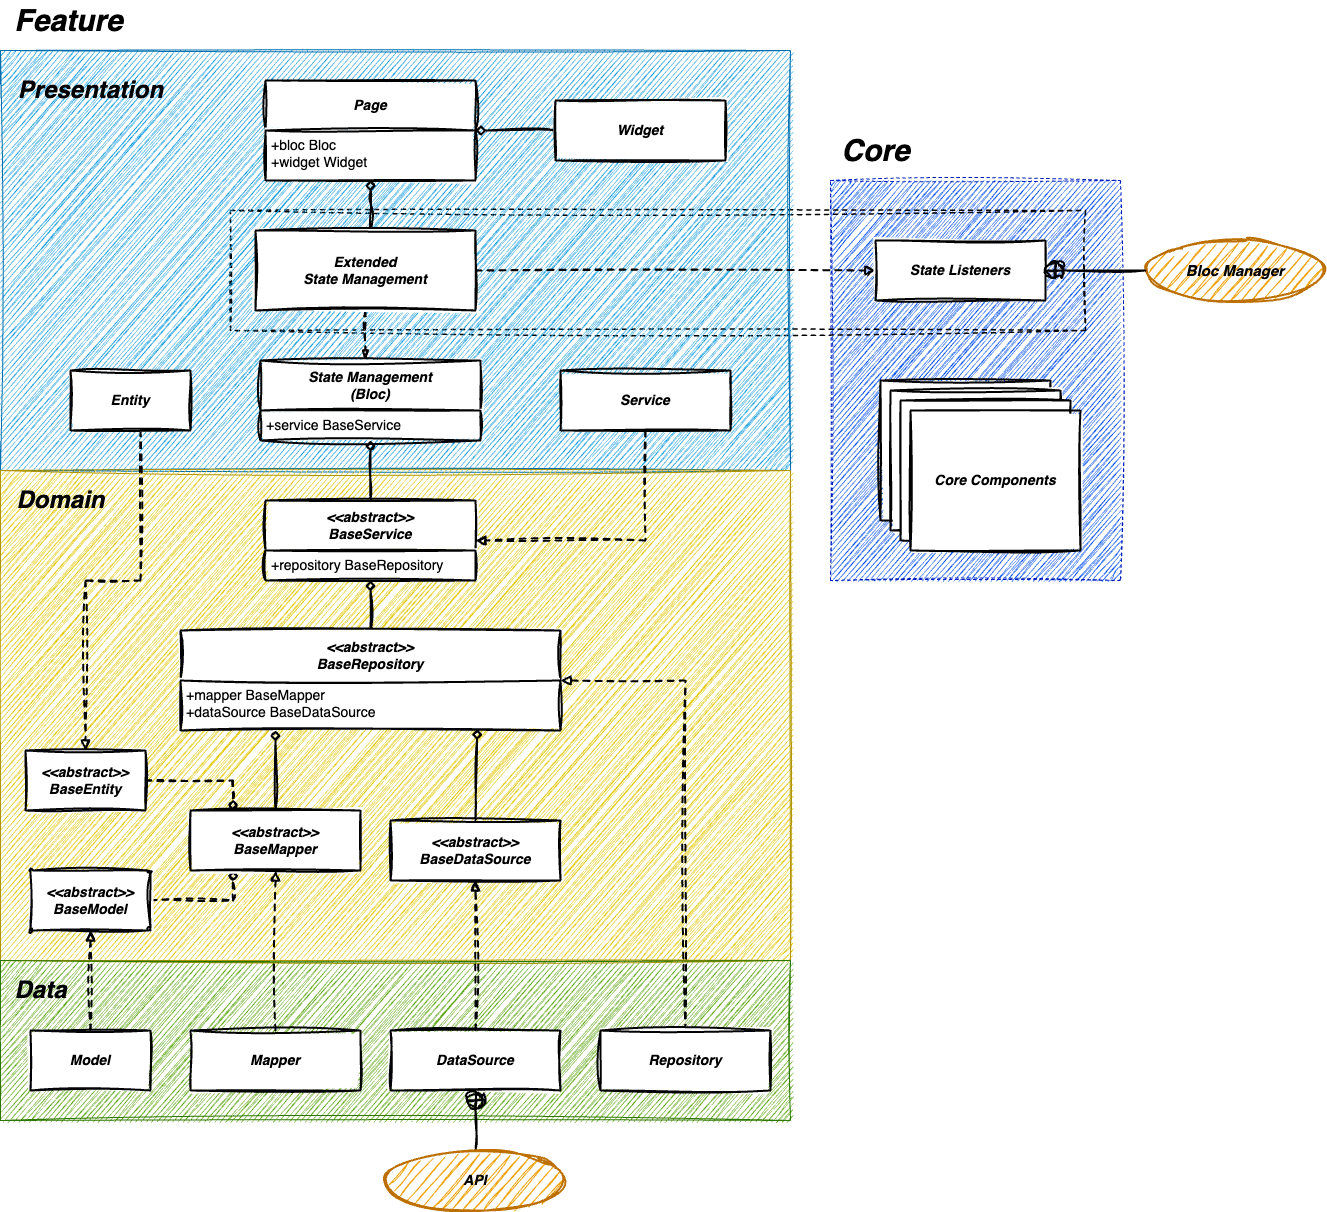 Feature
Presentation
Page
+bloc Bloc
+widget Widget
Widget
Core
Extended
State Management
State Listeners
Bloc Manager
Entity
State Management
(Bloc)
+service BaseService
Service
Core Components
Domain
<<abstract>>
BaseService
+repository BaseRepository
<<abstract>>
BaseRepository
+mapper BaseMapper
+dataSource BaseDataSource
<<abstract>>
BaseEntity
<<abstract>>
BaseMapper
<<abstract>>
BaseDataSource
<<abstract>>
BaseModel
Data
Model
Mapper
DataSource
Repository
API